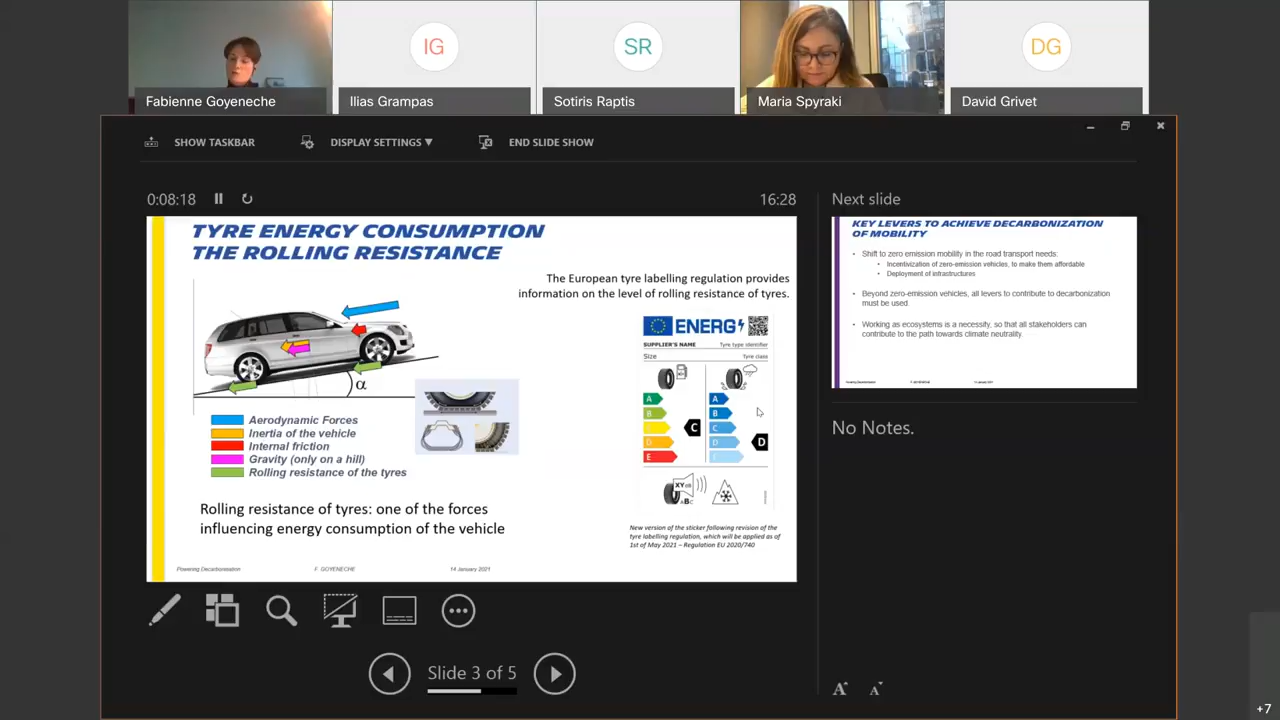 IG
SR
DG
Fabienne Goyeneche
Ilias Grampas
Sotiris Raptis
Maria Spyraki
David Grivet
SHOW TASKBAR
DISPLAY SETTINGS ▼
END SLIDE SHOW
0:08:18
16:28
TYRE ENERGY CONSUMPTION
THE ROLLING RESISTANCE
The European tyre labelling regulation provides
information on the level of rolling resistance of tyres.
α
Aerodynamic Forces
Inertia of the vehicle
Internal friction
Gravity (only on a hill)
Rolling resistance of the tyres
ENERG
SUPPLIER'S NAME
Tyre type identifier
Size
Tyre class
A
B
C
D
E
A
B
C
D
D
XY dB
ABC
Rolling resistance of tyres: one of the forces
influencing energy consumption of the vehicle
New version of the sticker following revision of the
tyre labelling regulation, which will be applied as of
1st of May 2021 – Regulation EU 2020/740
Powering Decarbonisation
F GOYENECHE
14 January 2021
Slide 3 of 5
Next slide
KEY LEVERS TO ACHIEVE DECARBONIZATION
OF MOBILITY
• Shift to zero emission mobility in the road transport needs:
• Incentivization of zero-emission vehicles, to make them affordable
• Deployment of infrastructures
• Beyond zero-emission vehicles, all levers to contribute to decarbonization
must be used.
• Working as ecosystems is a necessity, so that all stakeholders can
contribute to the path towards climate neutrality.
Powering Decarbonisation
F GOYENECHE
14 January 2021
No Notes.
A
A
+7